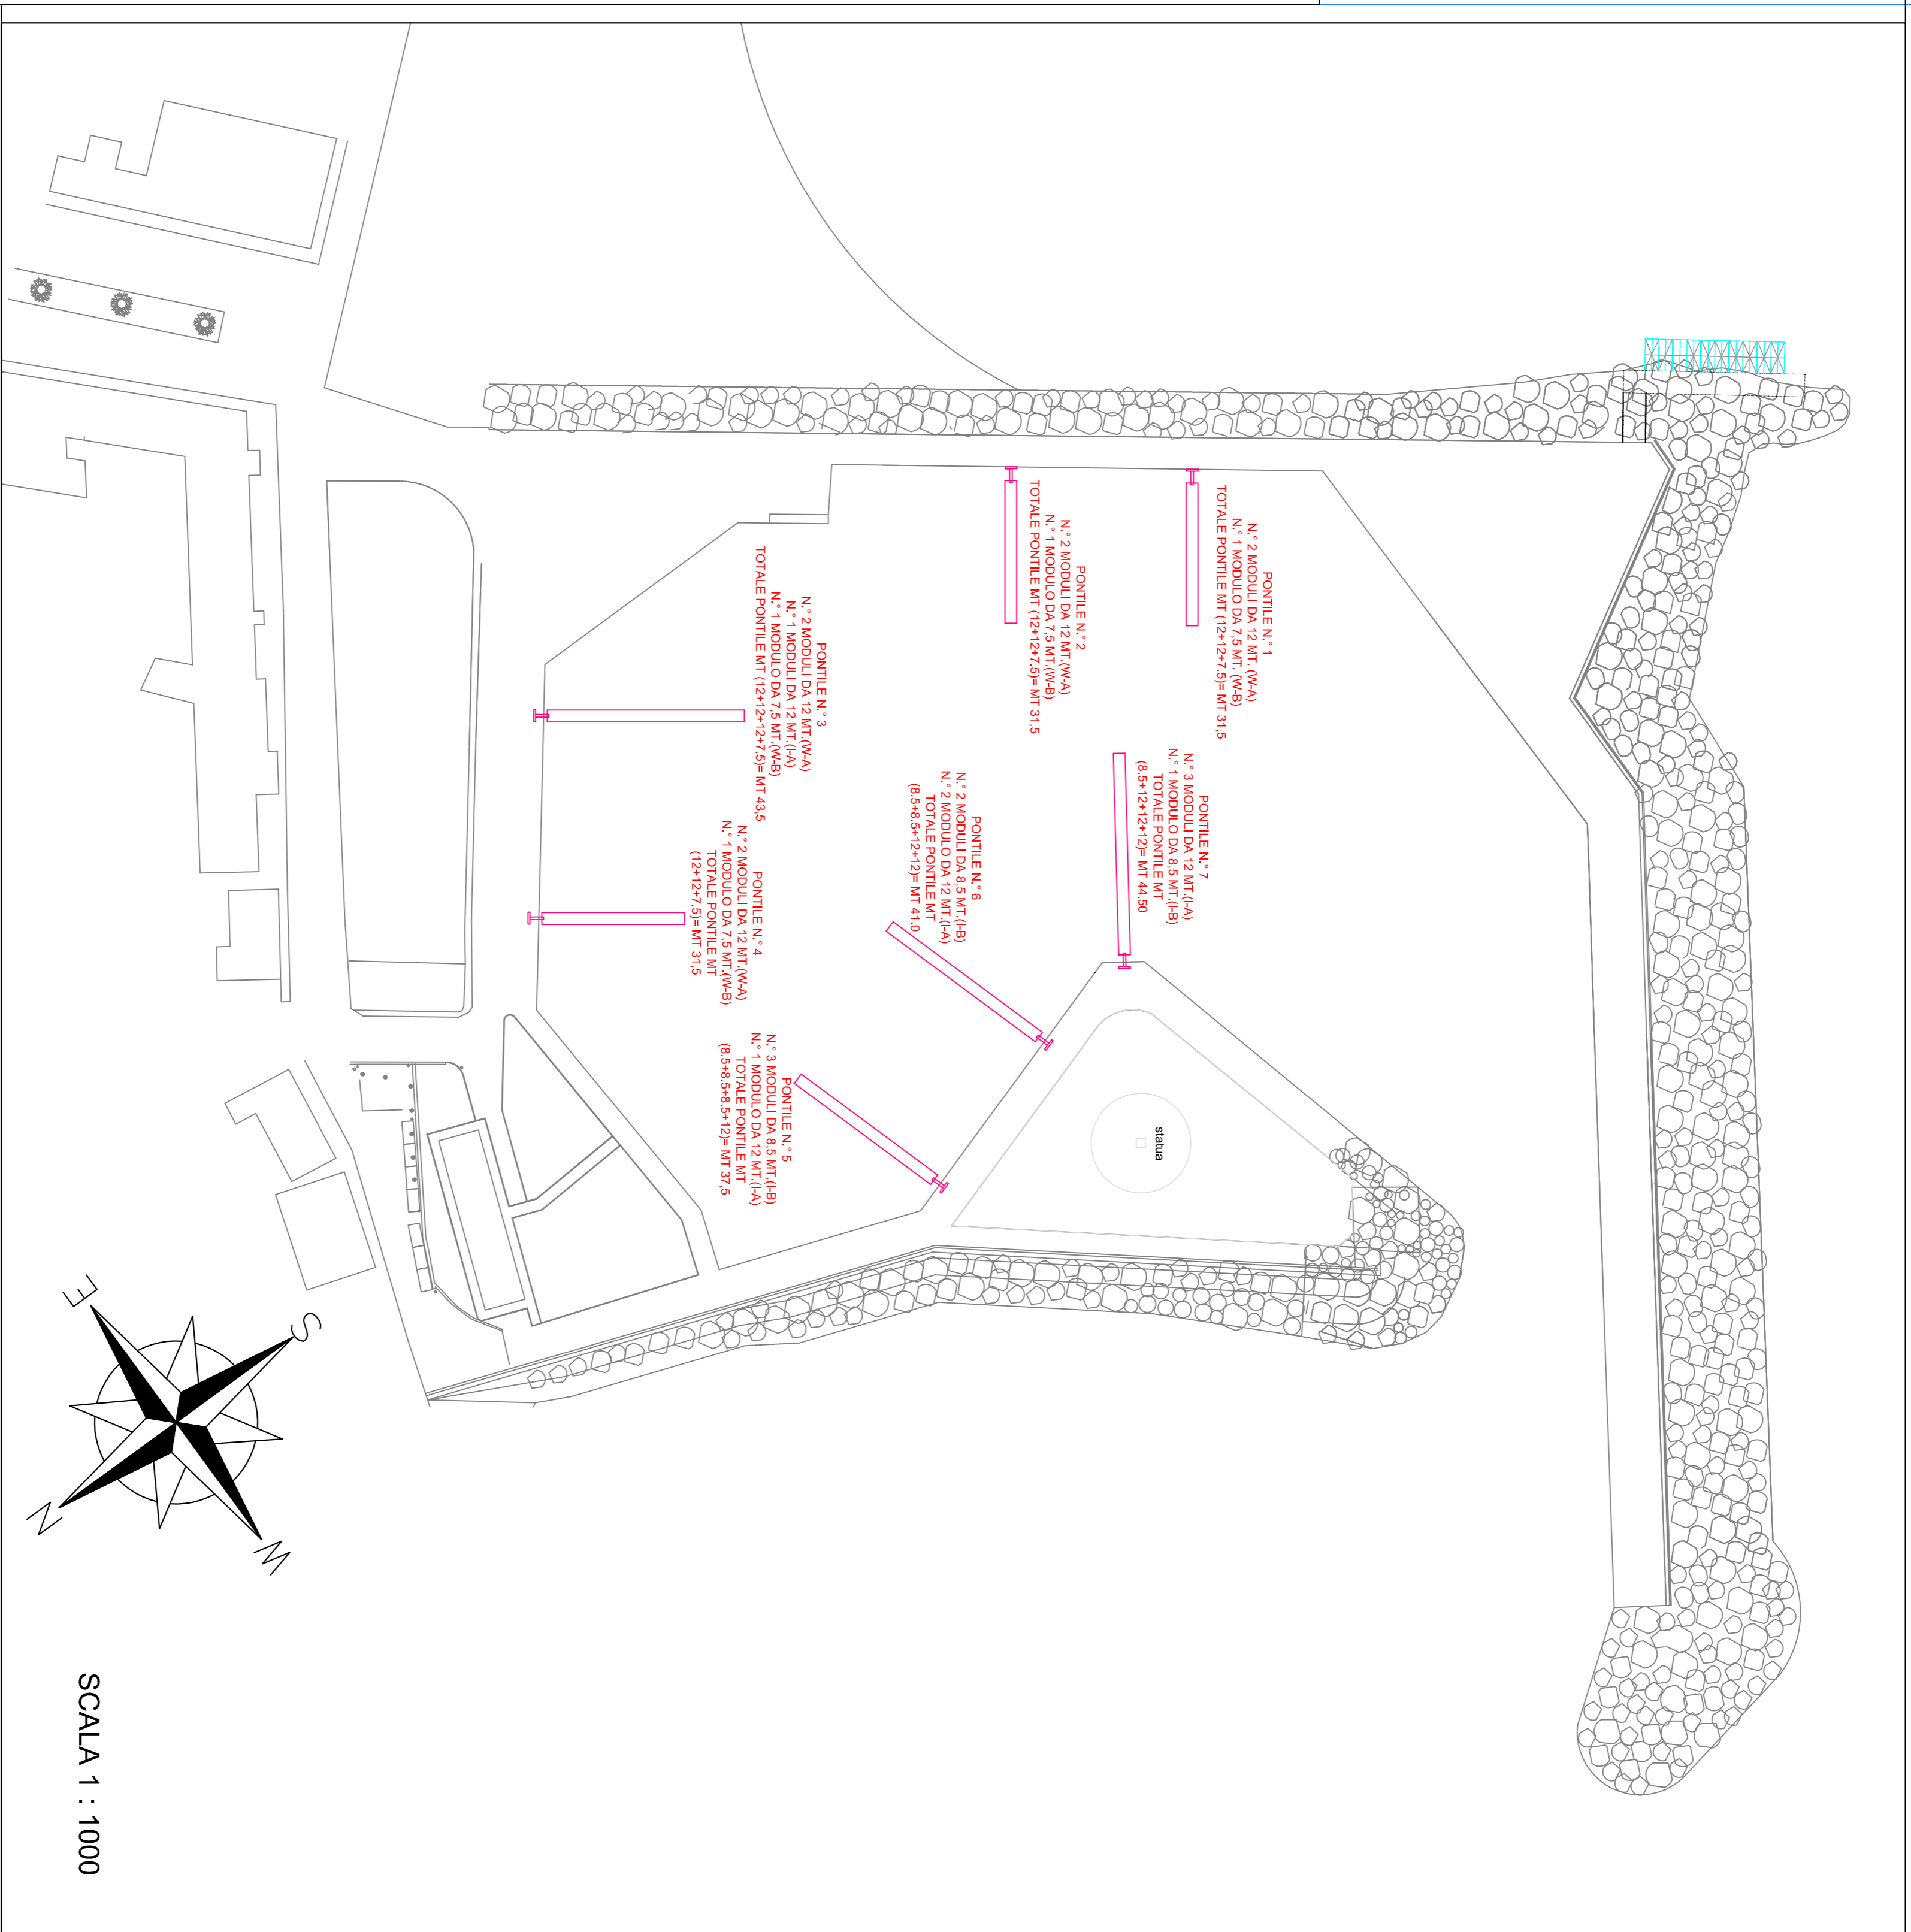 PONTILE N.° 1
N.° 2 MODULI DA 12 MT. (W-A)
N.° 1 MODULO DA 7,5 MT. (W-B)
TOTALE PONTILE MT (12+12+7.5)= MT 31,5
PONTILE N.° 2
N.° 2 MODULI DA 12 MT.(W-A)
N.° 1 MODULO DA 7,5 MT.(W-B)
TOTALE PONTILE MT (12+12+7.5)= MT 31,5
PONTILE N.° 3
N.° 2 MODULI DA 12 MT.(W-A)
N.° 1 MODULI DA 12 MT.(I-A)
N.° 1 MODULO DA 7,5 MT.(W-B)
TOTALE PONTILE MT (12+12+12+7.5)= MT 43,5
PONTILE N.° 7
N.° 3 MODULI DA 12 MT.(I-A)
N.° 1 MODULO DA 8,5 MT.(I-B)
TOTALE PONTILE MT
(8.5+12+12+12)= MT 44.50
PONTILE N.° 6
N.° 2 MODULI DA 8,5 MT.(I-B)
N.° 2 MODULO DA 12 MT.(I-A)
TOTALE PONTILE MT
(8.5+8.5+12+12)= MT 41.0
PONTILE N.° 4
N.° 2 MODULI DA 12 MT.(W-A)
N.° 1 MODULO DA 7,5 MT.(W-B)
TOTALE PONTILE MT
(12+12+7.5)= MT 31,5
PONTILE N.° 5
N.° 3 MODULI DA 8,5 MT.(I-B)
N.° 1 MODULO DA 12 MT.(I-A)
TOTALE PONTILE MT
(8.5+8.5+8.5+12)= MT 37,5
statua
E
S
N
W
SCALA 1 : 1000